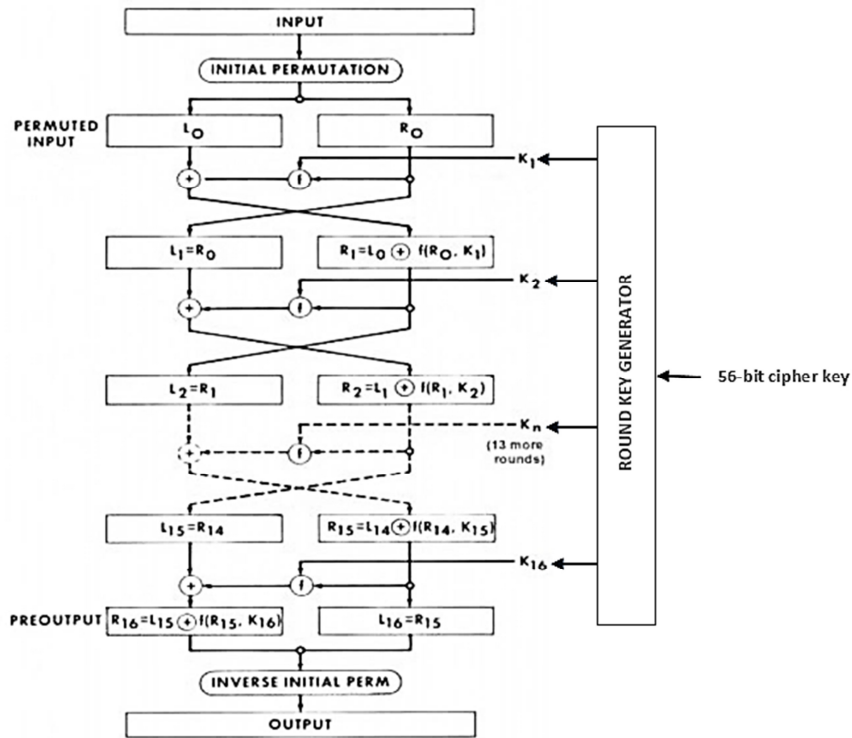 INPUT
INITIAL PERMUTATION
PERMUTED
INPUT
L0
R0
K1
+
f
L1=R0
R1=L0 ⊕ f(R0, K1)
K2
+
f
ROUND KEY GENERATOR
56-bit cipher key
L2=R1
R2=L1 ⊕ f(R1, K2)
Kn
(13 more
rounds)
+
f
L15=R14
R15=L14⊕f(R14, K15)
K16
+
f
PREOUTPUT
R16=L15⊕f(R15, K16)
L16=R15
INVERSE INITIAL PERM
OUTPUT